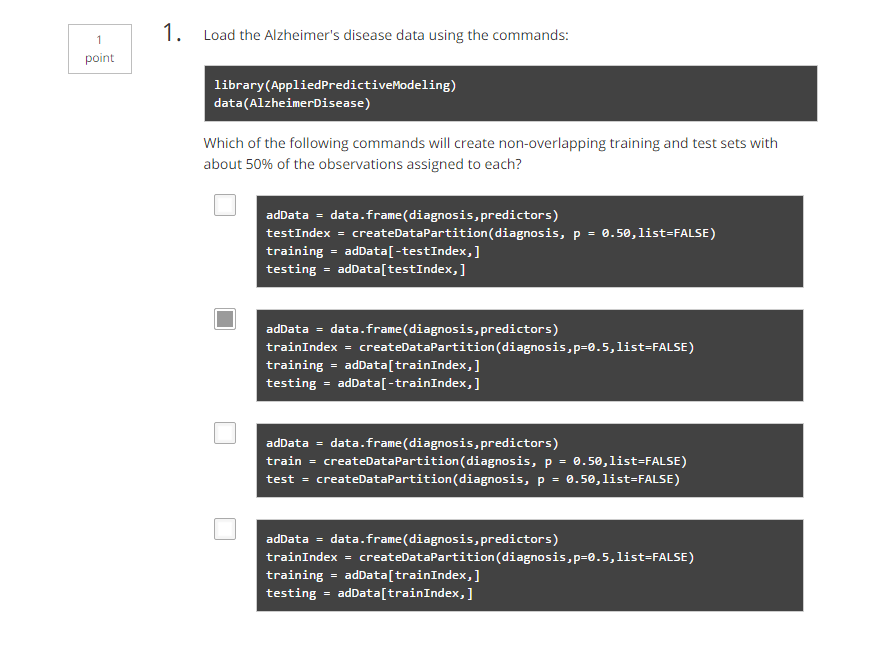 1
point
1.
Load the Alzheimer's disease data using the commands:
library(AppliedPredictiveModeling)
data(AlzheimerDisease)
Which of the following commands will create non-overlapping training and test sets with
about 50% of the observations assigned to each?
adData = data.frame(diagnosis,predictors)
testIndex = createDataPartition(diagnosis, p = 0.50,list=FALSE)
training = adData[-testIndex,]
testing = adData[testIndex,]
adData = data.frame(diagnosis,predictors)
trainIndex = createDataPartition(diagnosis,p=0.5,list=FALSE)
training = adData[trainIndex,]
testing = adData[-trainIndex,]
adData = data.frame(diagnosis,predictors)
train = createDataPartition(diagnosis, p = 0.50,list=FALSE)
test = createDataPartition(diagnosis, p = 0.50,list=FALSE)
adData = data.frame(diagnosis,predictors)
trainIndex = createDataPartition(diagnosis,p=0.5,list=FALSE)
training = adData[trainIndex,]
testing = adData[trainIndex,]